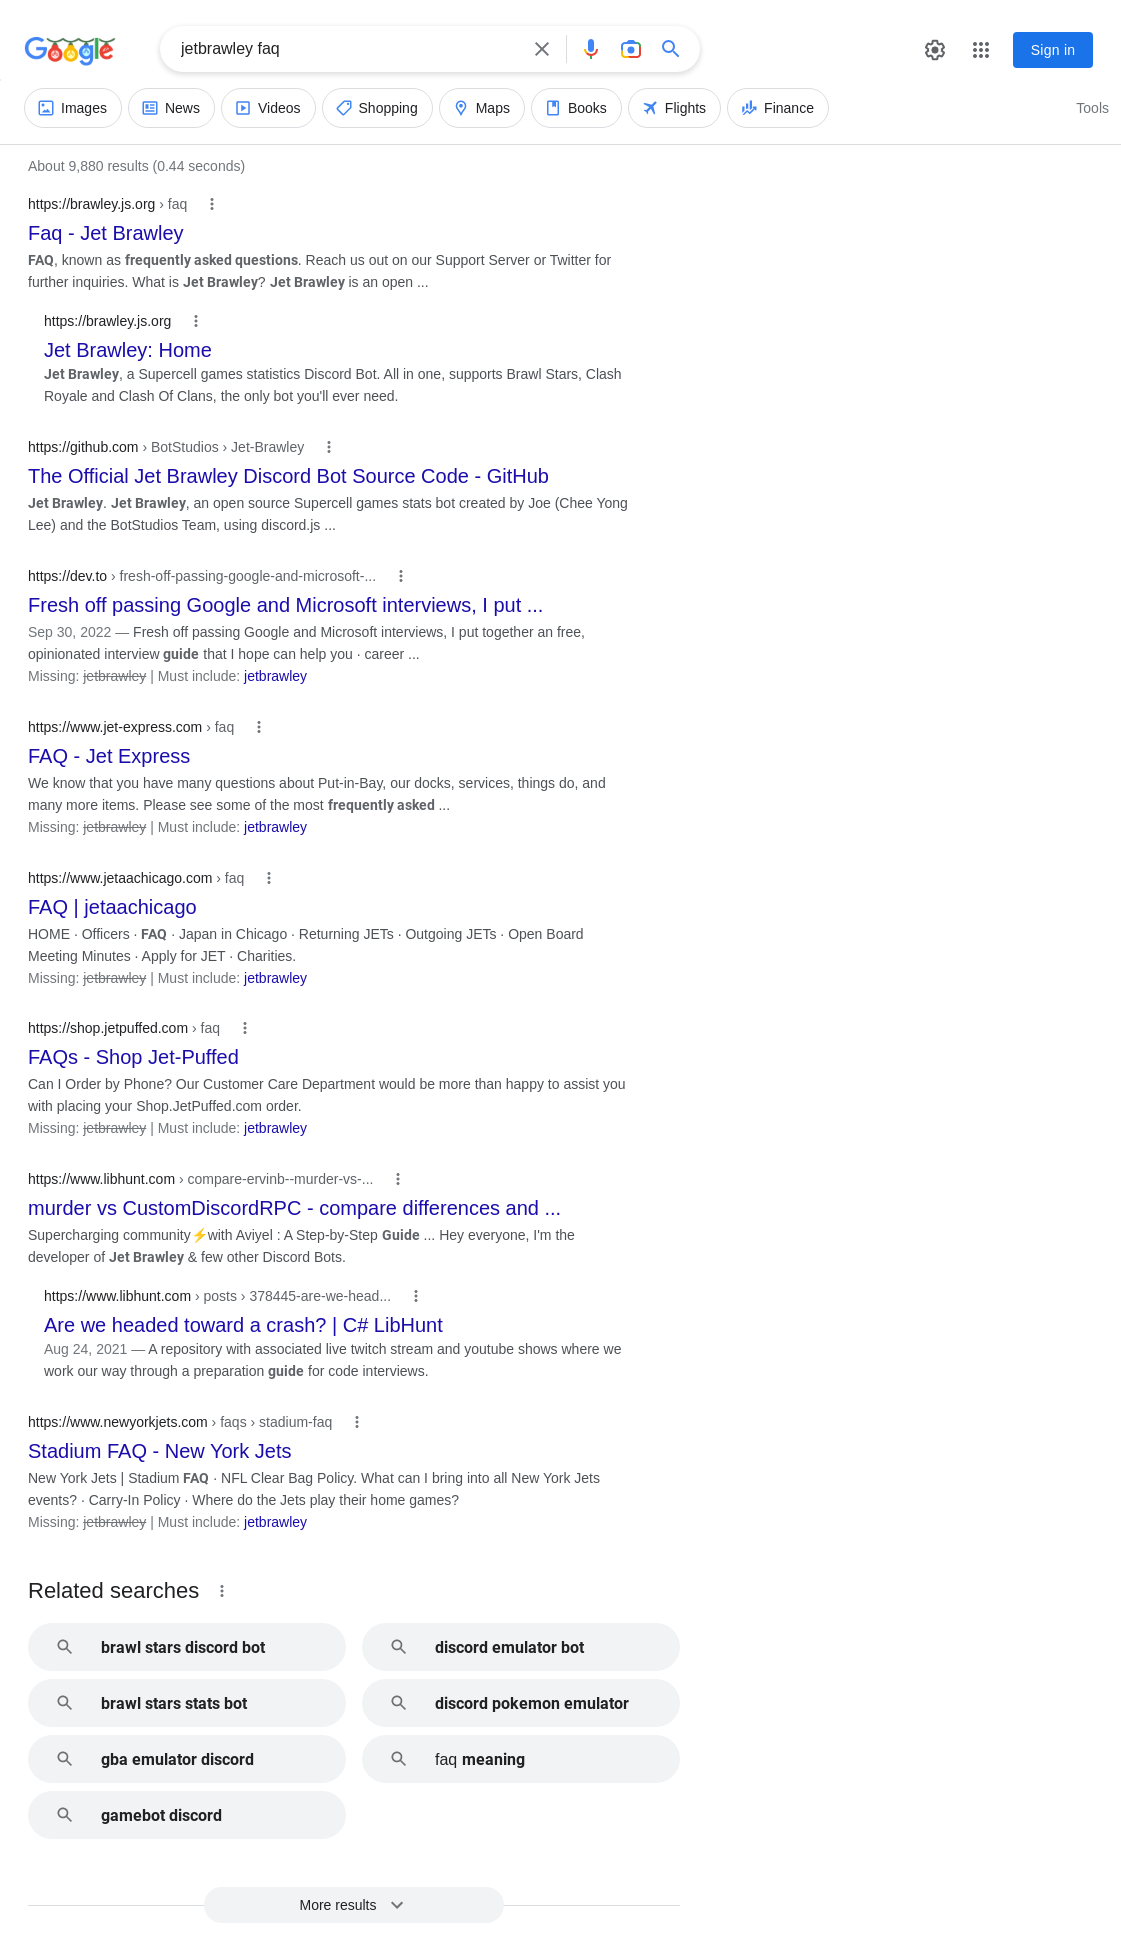 Google
jetbrawley faq
Sign in
Images
News
Videos
Shopping
Maps
Books
Flights
Finance
Tools
About 9,880 results (0.44 seconds)
https://brawley.js.org › faq
Faq - Jet Brawley
FAQ, known as frequently asked questions. Reach us out on our Support Server or Twitter for
further inquiries. What is Jet Brawley? Jet Brawley is an open ...
https://brawley.js.org
Jet Brawley: Home
Jet Brawley, a Supercell games statistics Discord Bot. All in one, supports Brawl Stars, Clash
Royale and Clash Of Clans, the only bot you'll ever need.
https://github.com › BotStudios › Jet-Brawley
The Official Jet Brawley Discord Bot Source Code - GitHub
Jet Brawley. Jet Brawley, an open source Supercell games stats bot created by Joe (Chee Yong
Lee) and the BotStudios Team, using discord.js ...
https://dev.to › fresh-off-passing-google-and-microsoft-...
Fresh off passing Google and Microsoft interviews, I put ...
Sep 30, 2022 — Fresh off passing Google and Microsoft interviews, I put together an free,
opinionated interview guide that I hope can help you · career ...
Missing: jetbrawley | Must include: jetbrawley
https://www.jet-express.com › faq
FAQ - Jet Express
We know that you have many questions about Put-in-Bay, our docks, services, things do, and
many more items. Please see some of the most frequently asked ...
Missing: jetbrawley | Must include: jetbrawley
https://www.jetaachicago.com › faq
FAQ | jetaachicago
HOME · Officers · FAQ · Japan in Chicago · Returning JETs · Outgoing JETs · Open Board
Meeting Minutes · Apply for JET · Charities.
Missing: jetbrawley | Must include: jetbrawley
https://shop.jetpuffed.com › faq
FAQs - Shop Jet-Puffed
Can I Order by Phone? Our Customer Care Department would be more than happy to assist you
with placing your Shop.JetPuffed.com order.
Missing: jetbrawley | Must include: jetbrawley
https://www.libhunt.com › compare-ervinb--murder-vs-...
murder vs CustomDiscordRPC - compare differences and ...
Supercharging community⚡with Aviyel : A Step-by-Step Guide ... Hey everyone, I'm the
developer of Jet Brawley & few other Discord Bots.
https://www.libhunt.com › posts › 378445-are-we-head...
Are we headed toward a crash? | C# LibHunt
Aug 24, 2021 — A repository with associated live twitch stream and youtube shows where we
work our way through a preparation guide for code interviews.
https://www.newyorkjets.com › faqs › stadium-faq
Stadium FAQ - New York Jets
New York Jets | Stadium FAQ · NFL Clear Bag Policy. What can I bring into all New York Jets
events? · Carry-In Policy · Where do the Jets play their home games?
Missing: jetbrawley | Must include: jetbrawley
Related searches
brawl stars discord bot
discord emulator bot
brawl stars stats bot
discord pokemon emulator
gba emulator discord
faq meaning
gamebot discord
More results